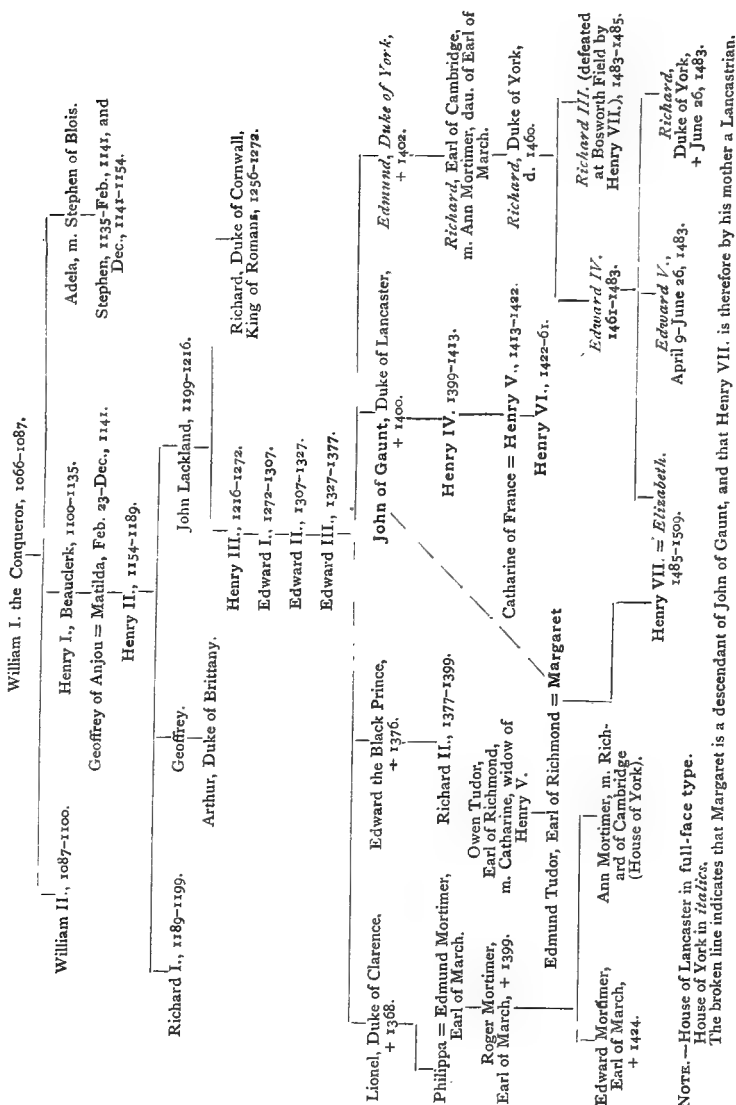 William I. the Conqueror, 1066–1087.
William II., 1087–1100.
Henry I., Beauclerk, 1100–1135.
Adela, m. Stephen of Blois.
Geoffrey of Anjou = Matilda, Feb. 23–Dec., 1141.
Stephen, 1135–Feb., 1141, and
Dec., 1141–1154.
Henry II., 1154–1189.
Richard I., 1189–1199.
Geoffrey.
John Lackland, 1199–1216.
Arthur, Duke of Brittany.
Henry III., 1216–1272.
Richard, Duke of Cornwall,
King of Romans, 1256–1272.
Edward I., 1272–1307.
Edward II., 1307–1327.
Edward III., 1327–1377.
Lionel, Duke of Clarence,
+ 1368.
Edward the Black Prince,
+ 1376.
John of Gaunt, Duke of Lancaster,
+ 1400.
Edmund, Duke of York,
+ 1402.
Philippa = Edmund Mortimer,
Earl of March.
Richard II., 1377–1399.
Henry IV. 1399–1413.
Richard, Earl of Cambridge,
m. Ann Mortimer, dau. of Earl of
March.
Roger Mortimer,
Earl of March, + 1399.
Owen Tudor,
Earl of Richmond,
m. Catharine, widow of
Henry V.
Catharine of France = Henry V., 1413–1422.
Richard, Duke of York,
d. 1460.
Henry VI., 1422–61.
Edmund Tudor, Earl of Richmond = Margaret
Edward IV.
1461–1483.
Richard III. (defeated
at Bosworth Field by
Henry VII.), 1483–1485.
Edward Mortimer,
Earl of March,
+ 1424.
Ann Mortimer, m. Rich-
ard of Cambridge
(House of York).
Henry VII. = Elizabeth.
1485–1509.
Edward V.,
April 9–June 26, 1483.
Richard,
Duke of York,
+ June 26, 1483.
NOTE.—House of Lancaster in full-face type.
House of York in italics.
The broken line indicates that Margaret is a descendant of John of Gaunt, and that Henry VII. is therefore by his mother a Lancastrian.